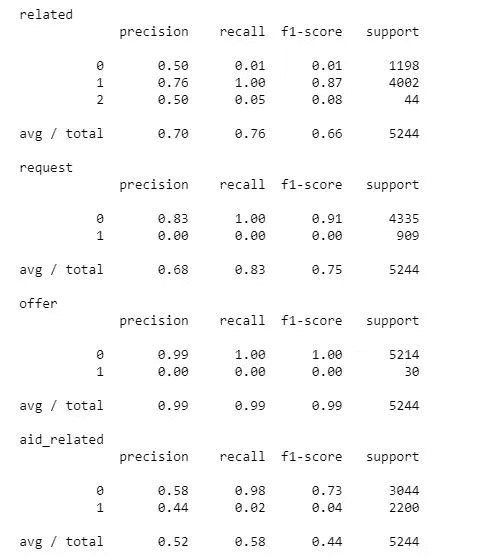 related
precision recall f1-score support
0 0.50 0.01 0.01 1198
1 0.76 1.00 0.87 4002
2 0.50 0.05 0.08 44
avg / total 0.70 0.76 0.66 5244
request
precision recall f1-score support
0 0.83 1.00 0.91 4335
1 0.00 0.00 0.00 909
avg / total 0.68 0.83 0.75 5244
offer
precision recall f1-score support
0 0.99 1.00 1.00 5214
1 0.00 0.00 0.00 30
avg / total 0.99 0.99 0.99 5244
aid_related
precision recall f1-score support
0 0.58 0.98 0.73 3044
1 0.44 0.02 0.04 2200
avg / total 0.52 0.58 0.44 5244